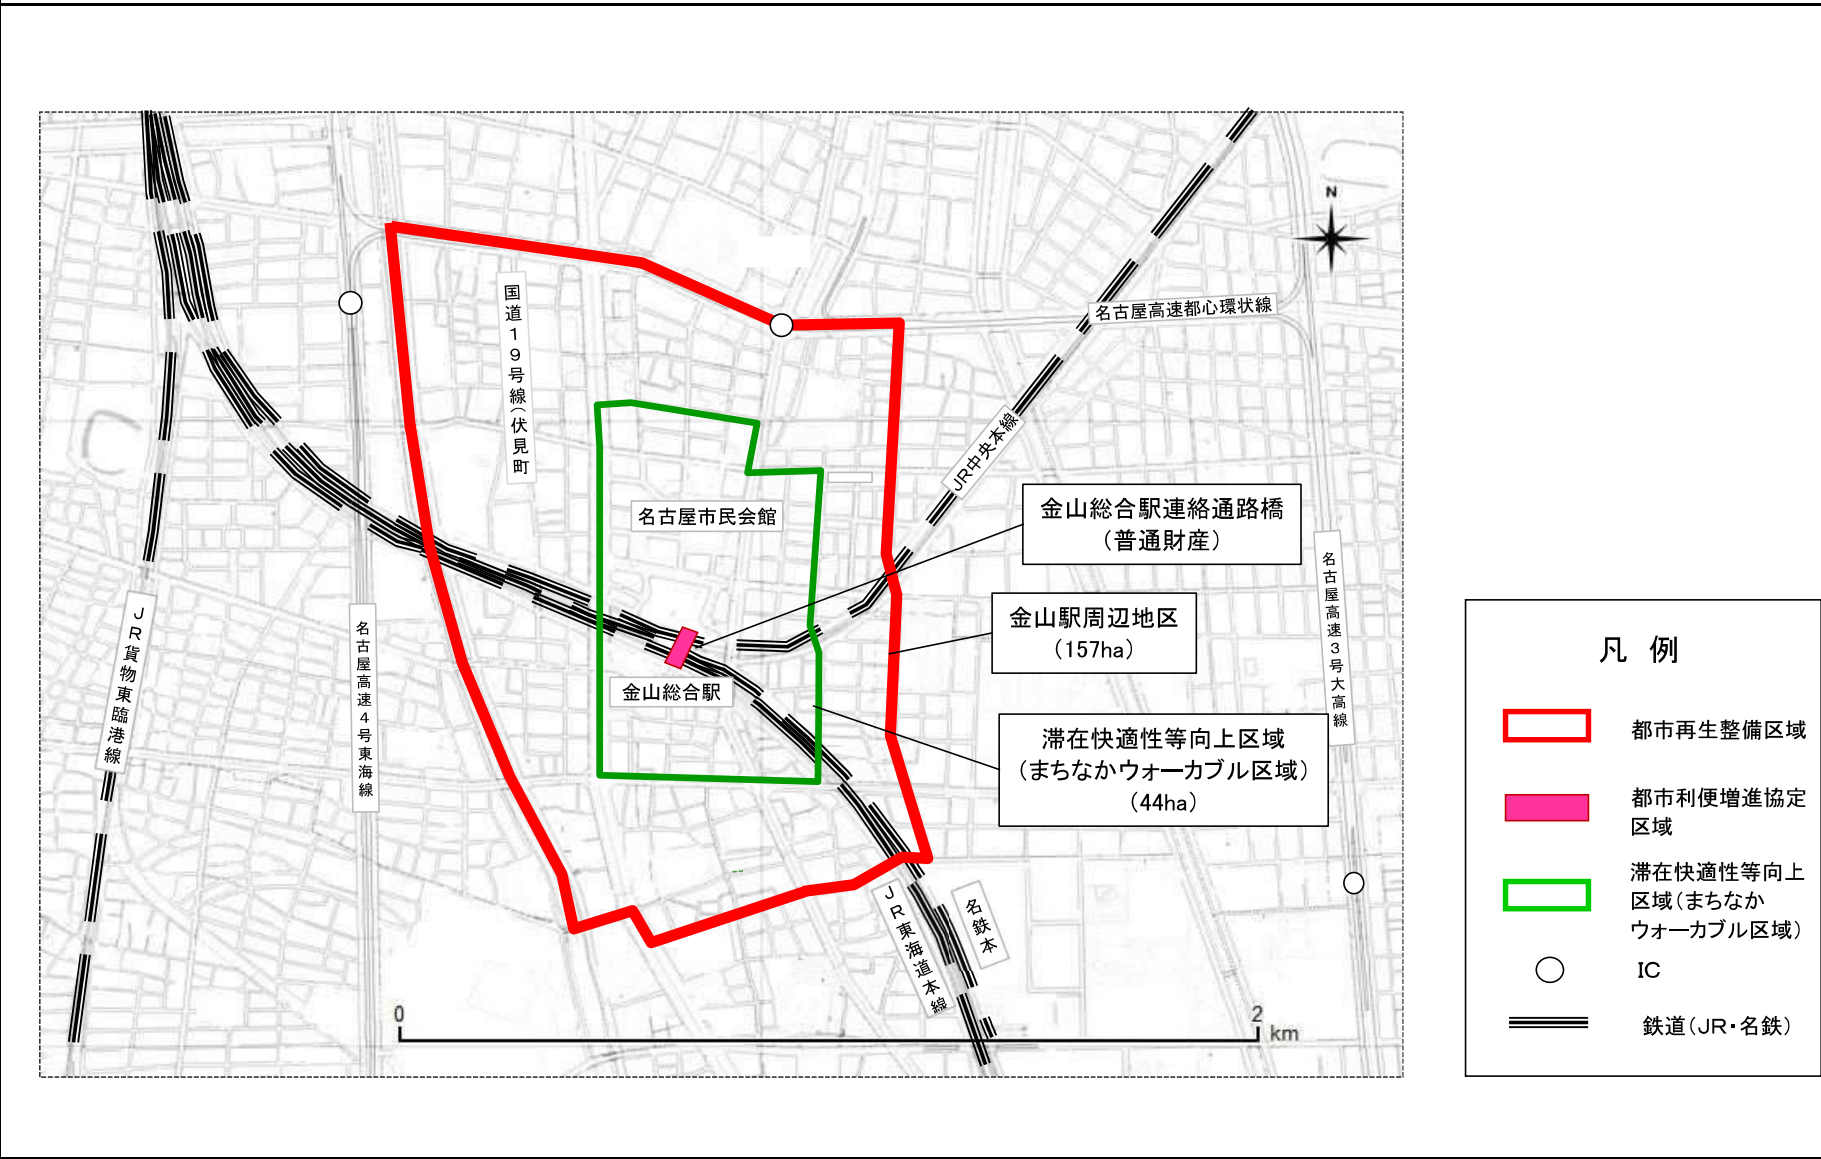 N
国道19号線(伏見町
名古屋高速都心環状線
JR中央本線
名古屋市民会館
金山総合駅連絡通路橋
(普通財産)
名古屋高速3号大高線
JR貨物東臨港線
名古屋高速4号東海線
金山駅周辺地区
(157ha)
金山総合駅
滞在快適性等向上区域
(まちなかウォーカブル区域)
(44ha)
JR東海道本線
名鉄本
0
2
km
凡 例
都市再生整備区域
都市利便増進協定
区域
滞在快適性等向上
区域(まちなか
ウォーカブル区域)
IC
鉄道(JR・名鉄)